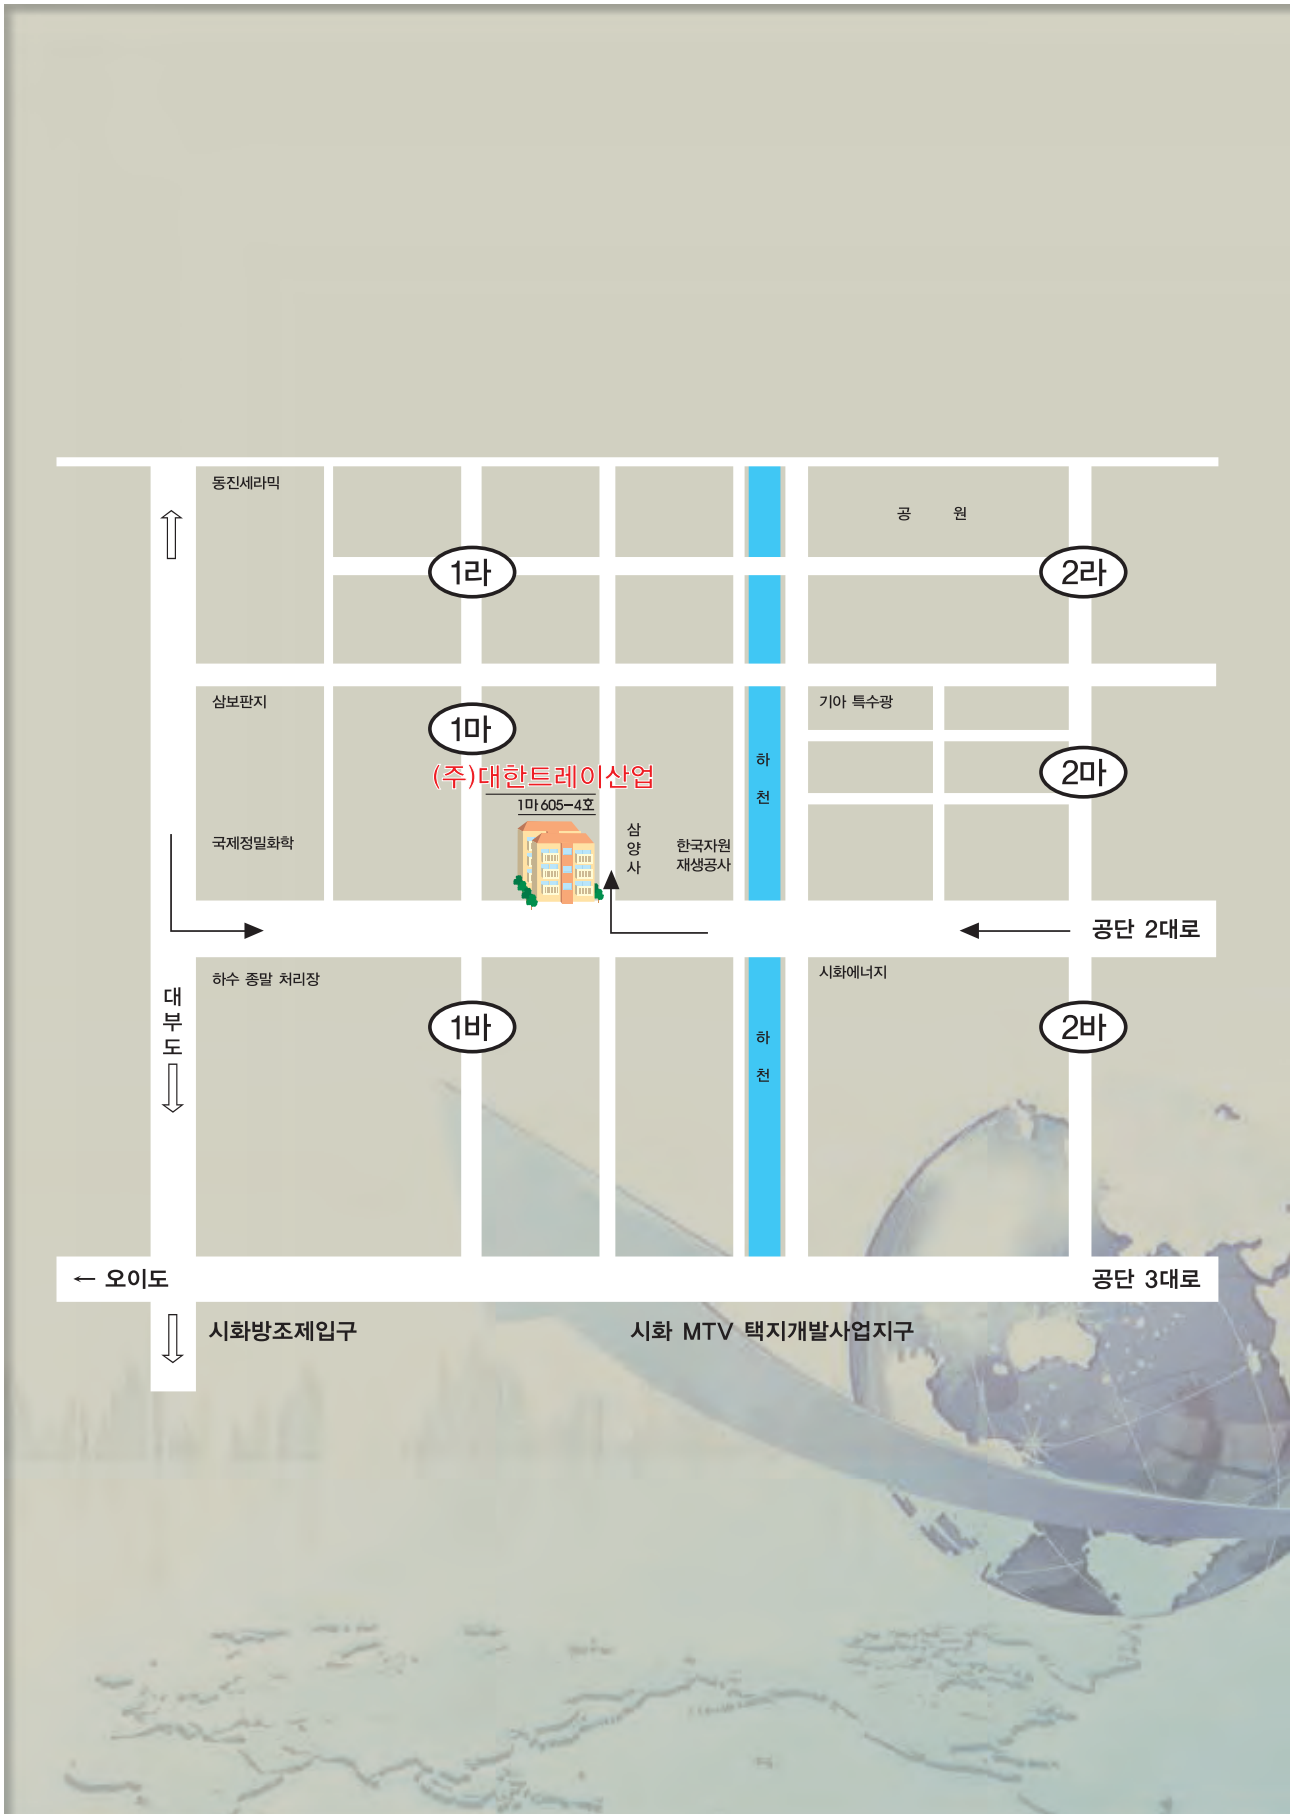 동진세라믹
공 원
1라
2라
삼보판지
기아 특수광
1마
2마
(주)대한트레이산업
1마 605-4호
하
천
국제정밀화학
삼
양
사
한국자원
재생공사
공단 2대로
하수 종말 처리장
시화에너지
대
부
도
1바
2바
하
천
← 오이도
공단 3대로
시화방조제입구
시화 MTV 택지개발사업지구